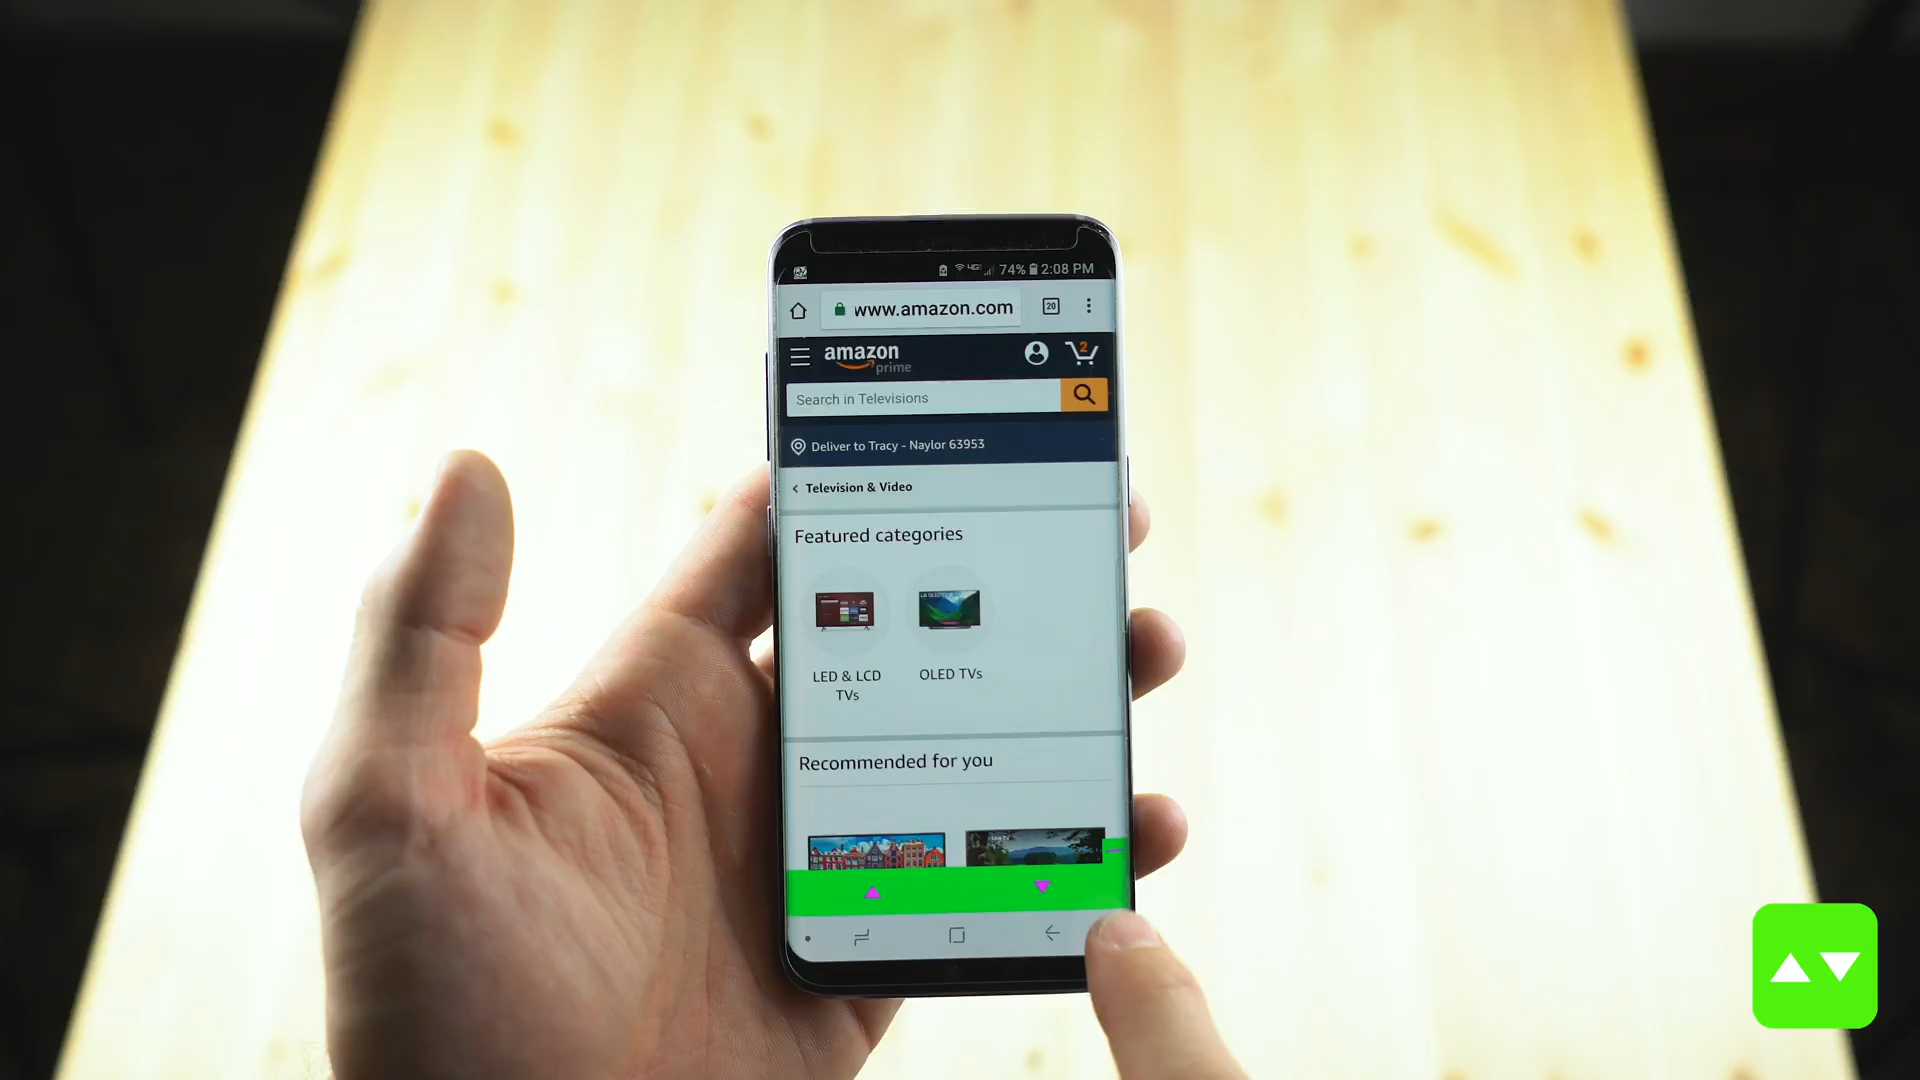 74% 2:08 PM
www.amazon.com
20
amazon
prime
2
Search in Televisions
Deliver to Tracy - Naylor 63953
Television & Video
Featured categories
LED & LCD
TVs
OLED TVs
Recommended for you